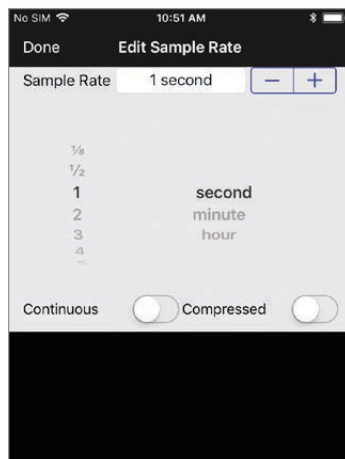 No SIM 10:51 AM
Done Edit Sample Rate
Sample Rate 1 second − +
⅛
½
1 second
2 minute
3 hour
4
Continuous Compressed